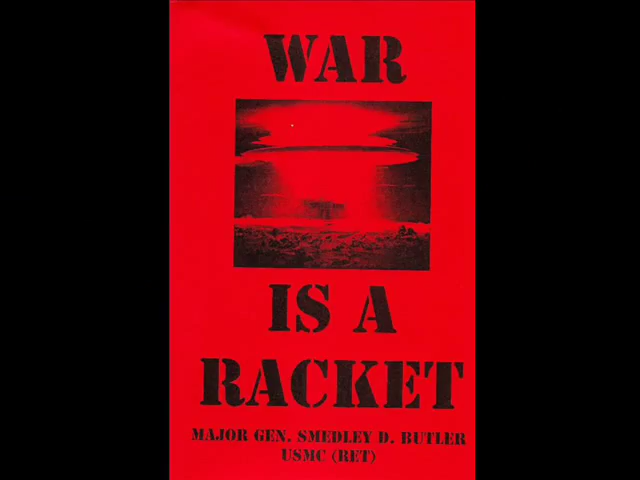 WAR
IS A
RACKET
MAJOR GEN. SMEDLEY D. BUTLER
USMC (RET)